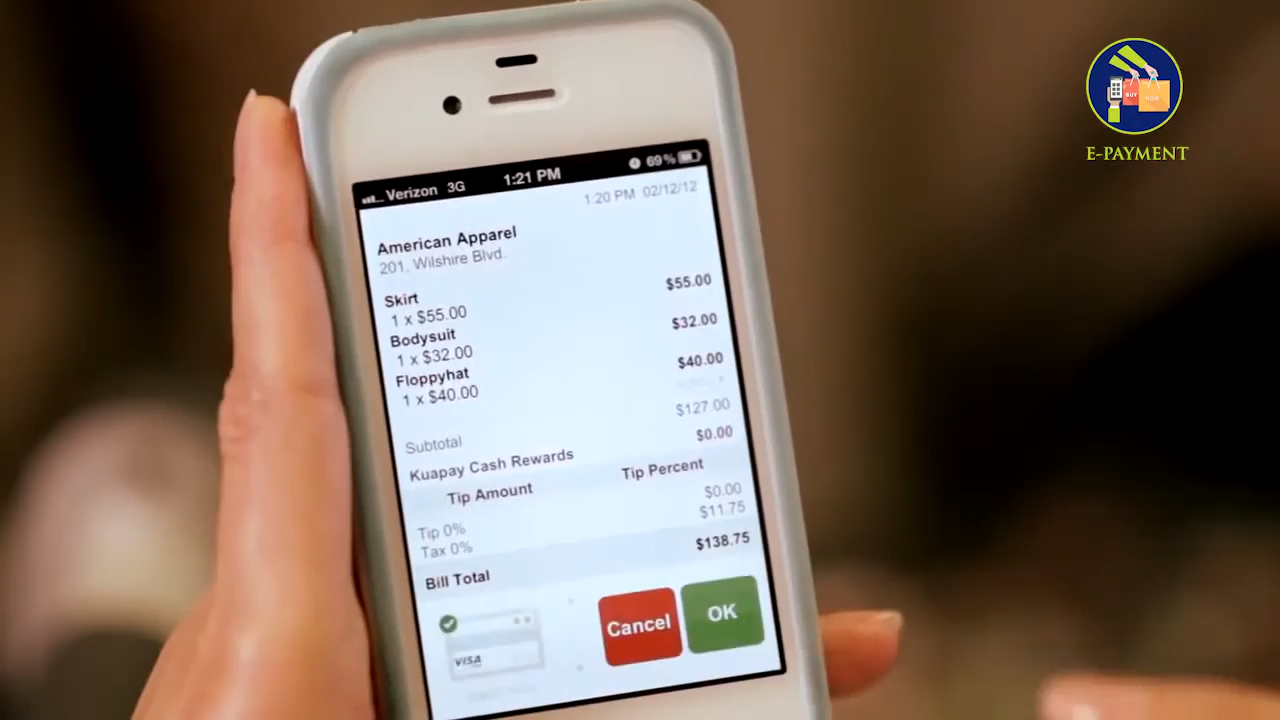 BUY
NOW
E-PAYMENT
Verizon 3G 1:21 PM 69%
1:20 PM 02/12/12
American Apparel
201, Wilshire Blvd.
Skirt $55.00
1 x $55.00
Bodysuit $32.00
1 x $32.00
Floppyhat $40.00
1 x $40.00
Subtotal $127.00
Kuapay Cash Rewards $0.00
Tip Amount Tip Percent
Tip 0% $0.00
Tax 0% $11.75
Bill Total $138.75
VISA
Cancel
OK